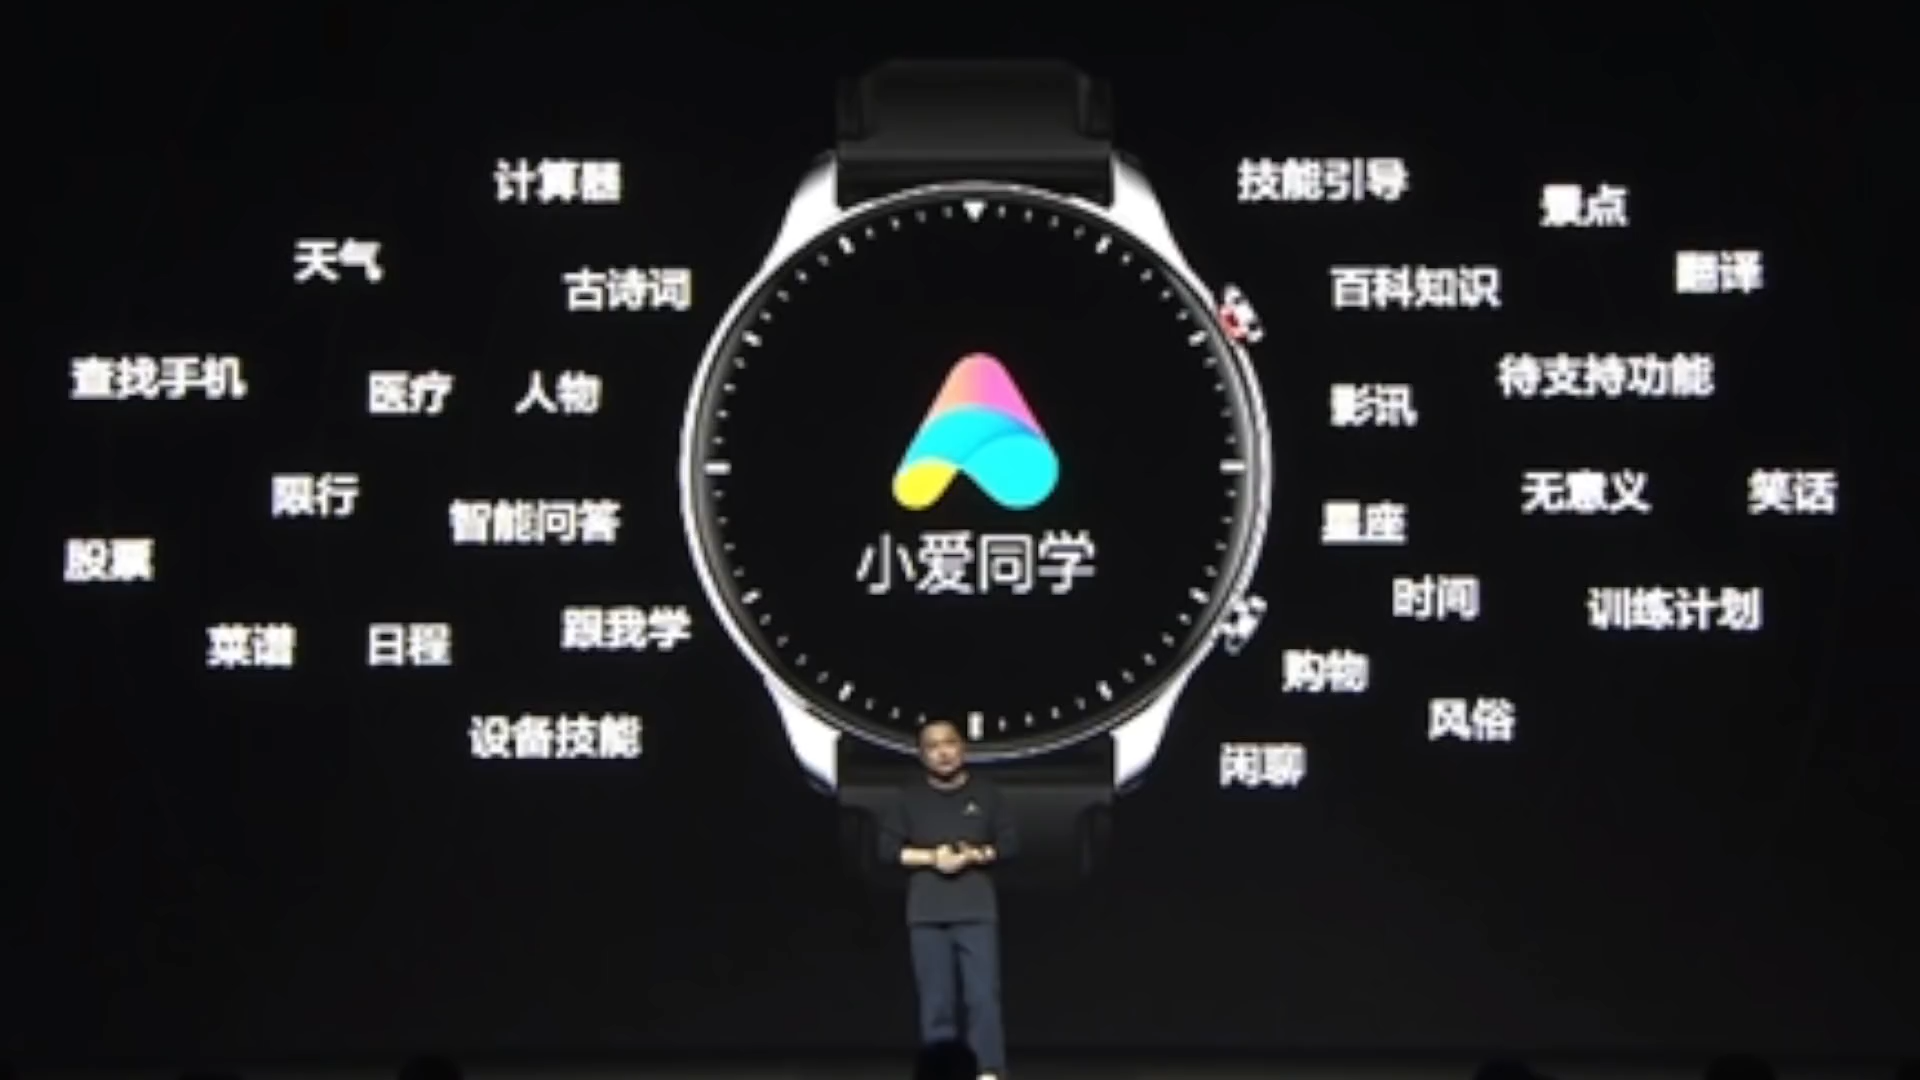 计算器
技能引导
景点
天气
古诗词
百科知识
翻译
查找手机
医疗
人物
影讯
待支持功能
限行
智能问答
星座
无意义
笑话
股票
小爱同学
时间
训练计划
菜谱
日程
跟我学
购物
风俗
设备技能
闲聊